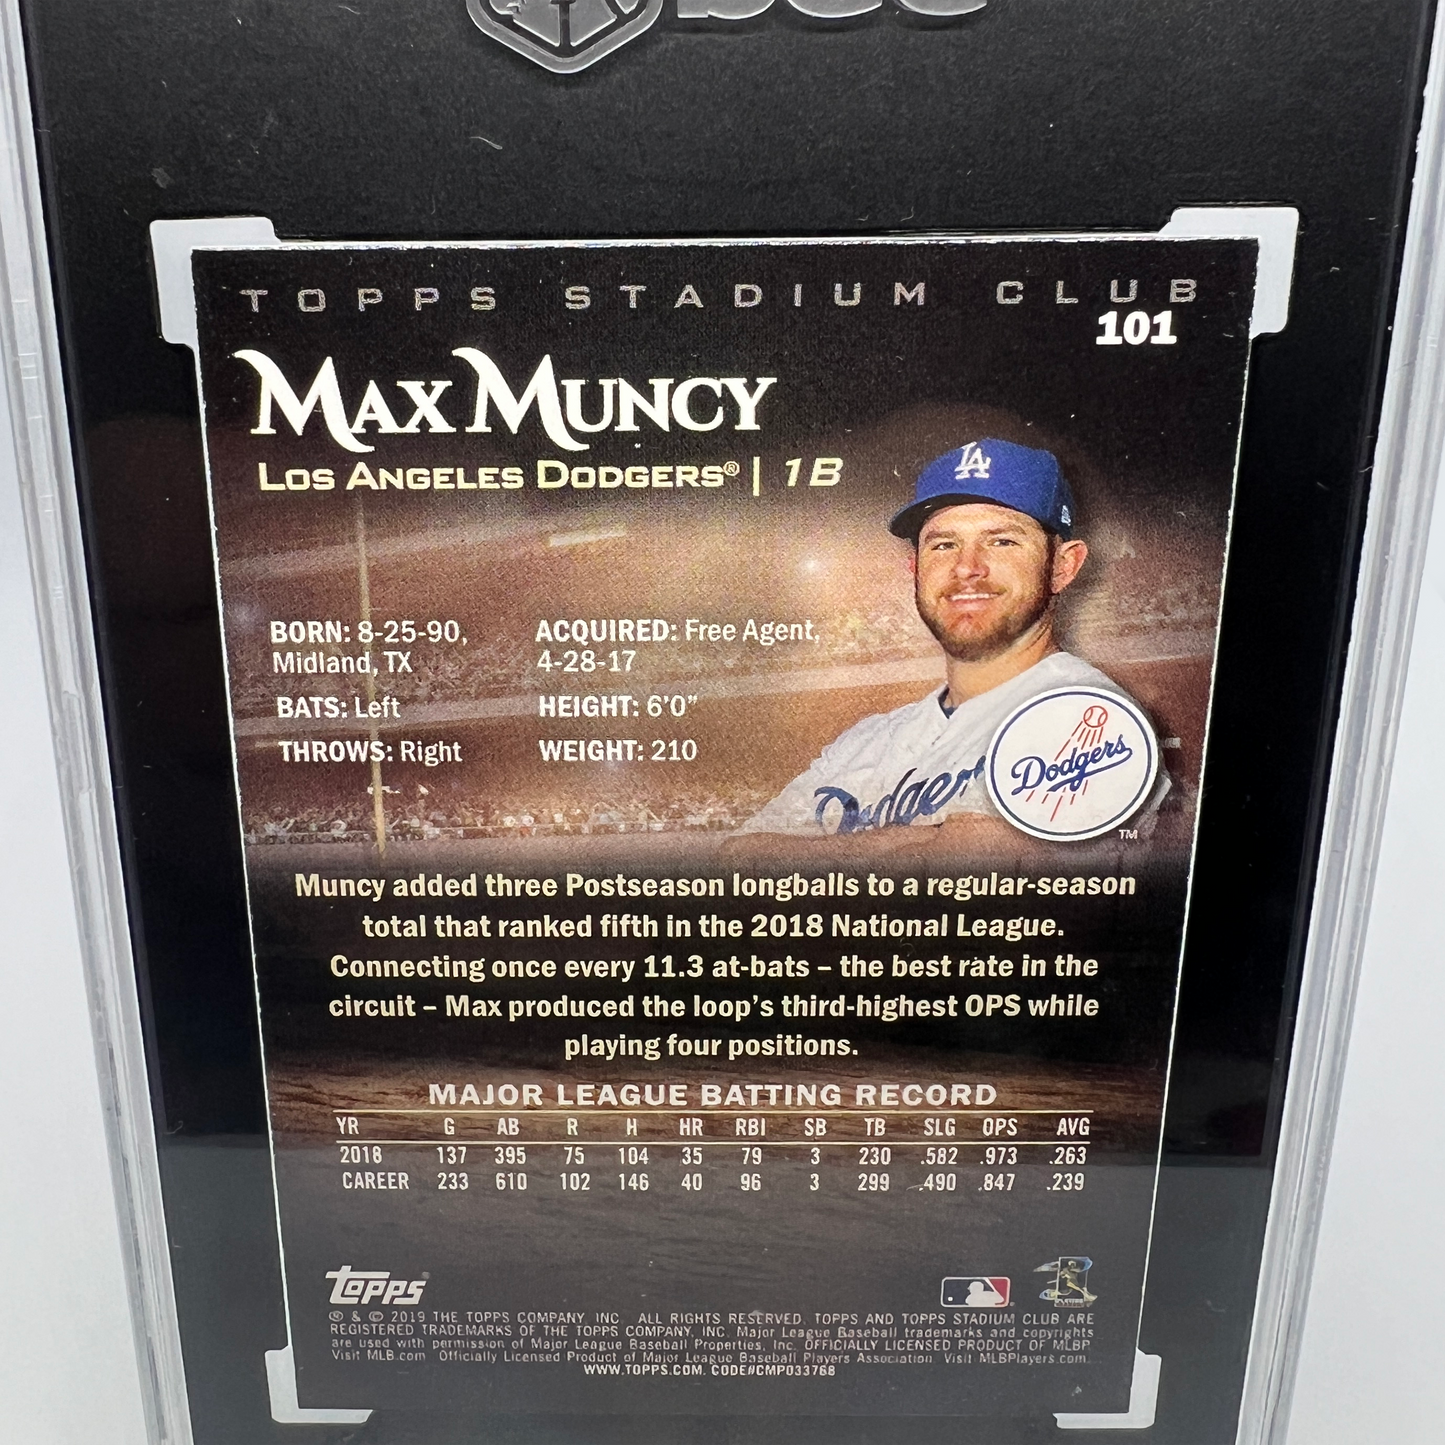 TOPPS STADIUM CLUB
101
MAX MUNCY
LOS ANGELES DODGERS® | 1B
LA
BORN: 8-25-90,
Midland, TX
ACQUIRED: Free Agent,
4-28-17
BATS: Left
HEIGHT: 6'0"
THROWS: Right
WEIGHT: 210
Dodgers
Dodgers
TM
Muncy added three Postseason longballs to a regular-season
total that ranked fifth in the 2018 National League.
Connecting once every 11.3 at-bats – the best rate in the
circuit – Max produced the loop's third-highest OPS while
playing four positions.
MAJOR LEAGUE BATTING RECORD
YR G AB R H HR RBI SB TB SLG OPS AVG
2018 137 395 75 104 35 79 3 230 .582 .973 .263
CAREER 233 610 102 146 40 96 3 299 .490 .847 .239
topps
® & © 2019 THE TOPPS COMPANY, INC. ALL RIGHTS RESERVED. TOPPS AND TOPPS STADIUM CLUB ARE
REGISTERED TRADEMARKS OF THE TOPPS COMPANY, INC. Major League Baseball trademarks and copyrights
are used with permission of Major League Baseball Properties, Inc. OFFICIALLY LICENSED PRODUCT OF MLBP
Visit MLB.com Officially Licensed Product of Major League Baseball Players Association. Visit MLBPlayers.com.
WWW.TOPPS.COM. CODE#CMP033768